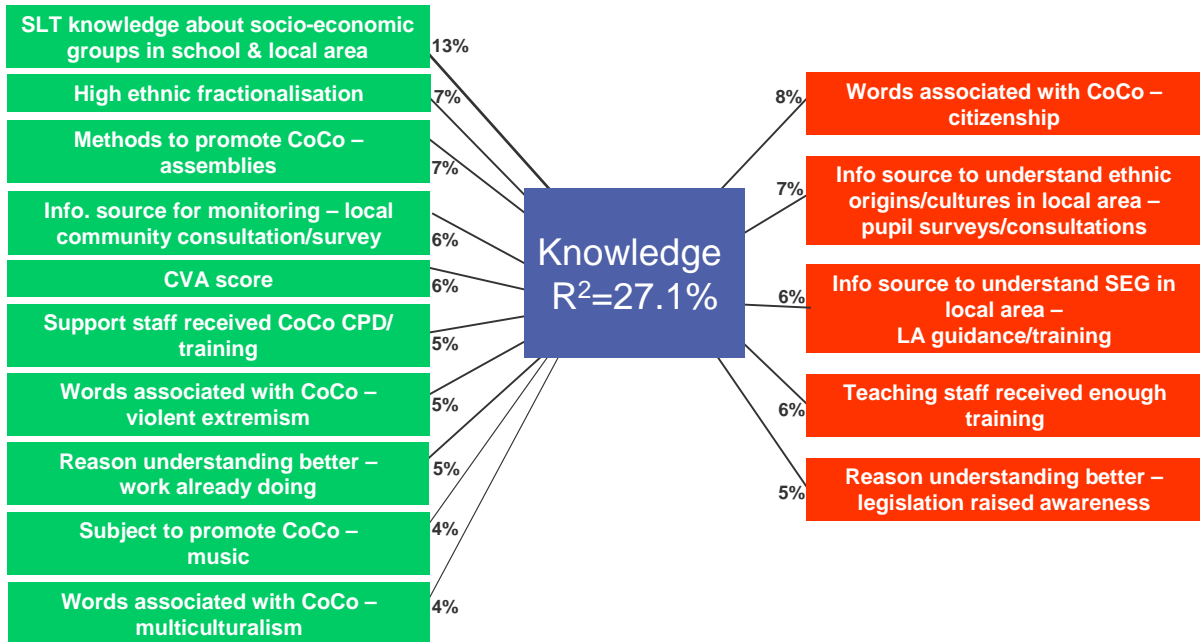 SLT knowledge about socio-economic
groups in school & local area
13%
High ethnic fractionalisation
7%
Methods to promote CoCo –
assemblies
7%
Info. source for monitoring – local
community consultation/survey
6%
CVA score
6%
Support staff received CoCo CPD/
training
5%
Words associated with CoCo –
violent extremism
5%
Reason understanding better –
work already doing
5%
Subject to promote CoCo –
music
4%
Words associated with CoCo –
multiculturalism
4%
Knowledge
R²=27.1%
8%
Words associated with CoCo –
citizenship
7%
Info source to understand ethnic
origins/cultures in local area –
pupil surveys/consultations
6%
Info source to understand SEG in
local area –
LA guidance/training
6%
Teaching staff received enough
training
5%
Reason understanding better –
legislation raised awareness